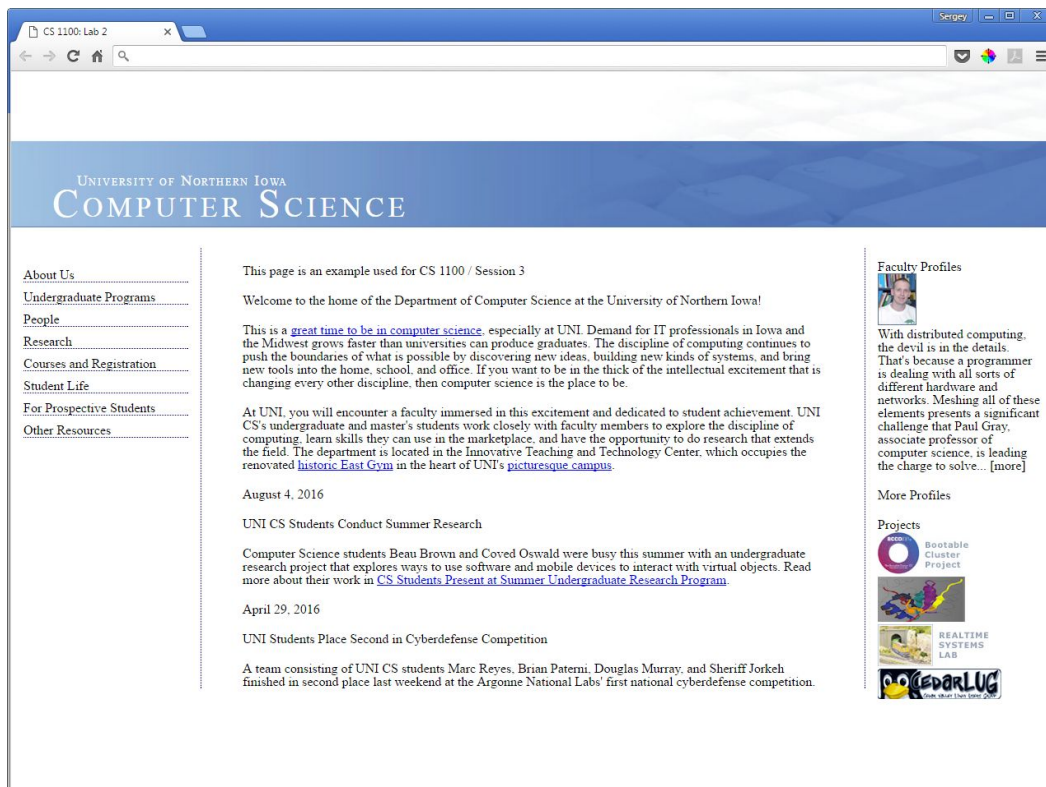 Sergey
CS 1100: Lab 2
UNIVERSITY OF NORTHERN IOWA
COMPUTER SCIENCE
About Us
Undergraduate Programs
People
Research
Courses and Registration
Student Life
For Prospective Students
Other Resources
This page is an example used for CS 1100 / Session 3
Welcome to the home of the Department of Computer Science at the University of Northern Iowa!
This is a great time to be in computer science, especially at UNI. Demand for IT professionals in Iowa and
the Midwest grows faster than universities can produce graduates. The discipline of computing continues to
push the boundaries of what is possible by discovering new ideas, building new kinds of systems, and bring
new tools into the home, school, and office. If you want to be in the thick of the intellectual excitement that is
changing every other discipline, then computer science is the place to be.
At UNI, you will encounter a faculty immersed in this excitement and dedicated to student achievement. UNI
CS's undergraduate and master's students work closely with faculty members to explore the discipline of
computing, learn skills they can use in the marketplace, and have the opportunity to do research that extends
the field. The department is located in the Innovative Teaching and Technology Center, which occupies the
renovated historic East Gym in the heart of UNI's picturesque campus.
August 4, 2016
UNI CS Students Conduct Summer Research
Computer Science students Beau Brown and Coved Oswald were busy this summer with an undergraduate
research project that explores ways to use software and mobile devices to interact with virtual objects. Read
more about their work in CS Students Present at Summer Undergraduate Research Program.
April 29, 2016
UNI Students Place Second in Cyberdefense Competition
A team consisting of UNI CS students Marc Reyes, Brian Paterni, Douglas Murray, and Sheriff Jorkeh
finished in second place last weekend at the Argonne National Labs' first national cyberdefense competition.
Faculty Profiles
With distributed computing,
the devil is in the details.
That's because a programmer
is dealing with all sorts of
different hardware and
networks. Meshing all of these
elements presents a significant
challenge that Paul Gray,
associate professor of
computer science, is leading
the charge to solve... [more]
More Profiles
Projects
Bootable
Cluster
Project
REALTIME
SYSTEMS
LAB
CEDARLUG